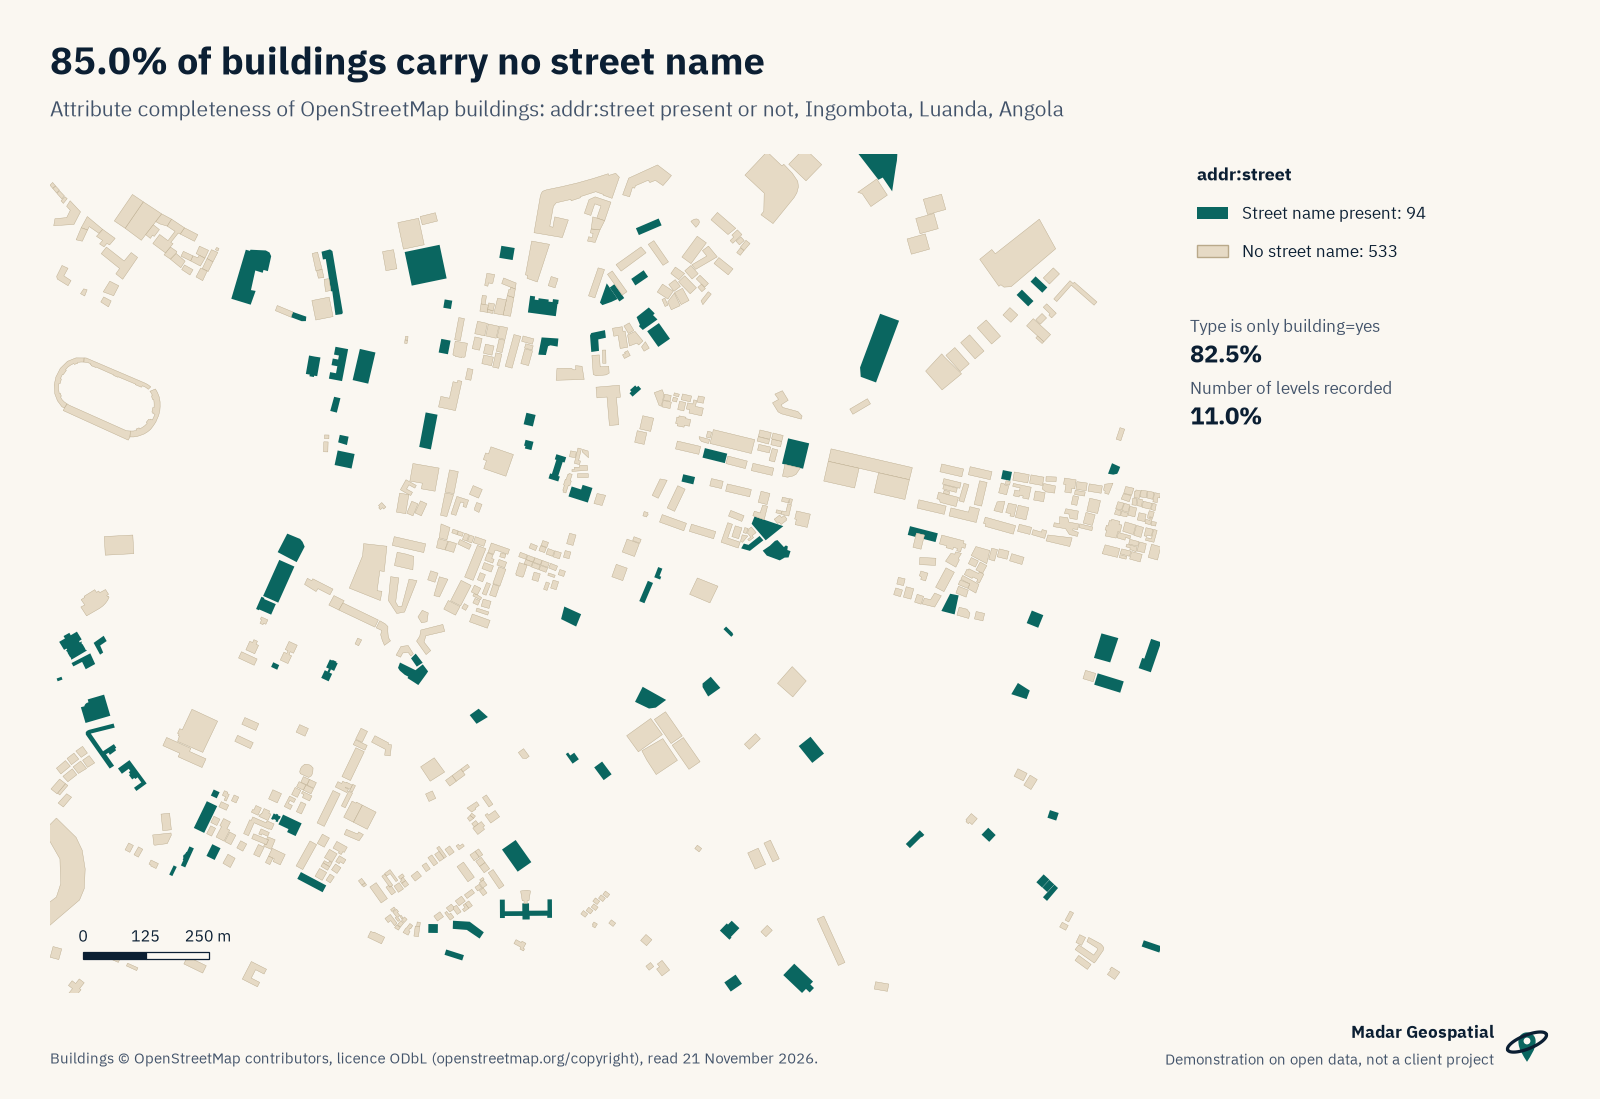 85.0% of buildings carry no street name
Attribute completeness of OpenStreetMap buildings: addr:street present or not, Ingombota, Luanda, Angola
addr:street
Street name present: 94
No street name: 533
Type is only building=yes
82.5%
Number of levels recorded
11.0%
0 125 250 m
Madar Geospatial
Buildings © OpenStreetMap contributors, licence ODbL (openstreetmap.org/copyright), read 21 November 2026.
Demonstration on open data, not a client project